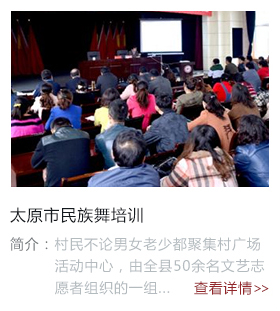 太原市民族舞培训
简介：村民不论男女老少都聚集村广场
活动中心，由全县50余名文艺志
愿者组织的一组... 查看详情>>